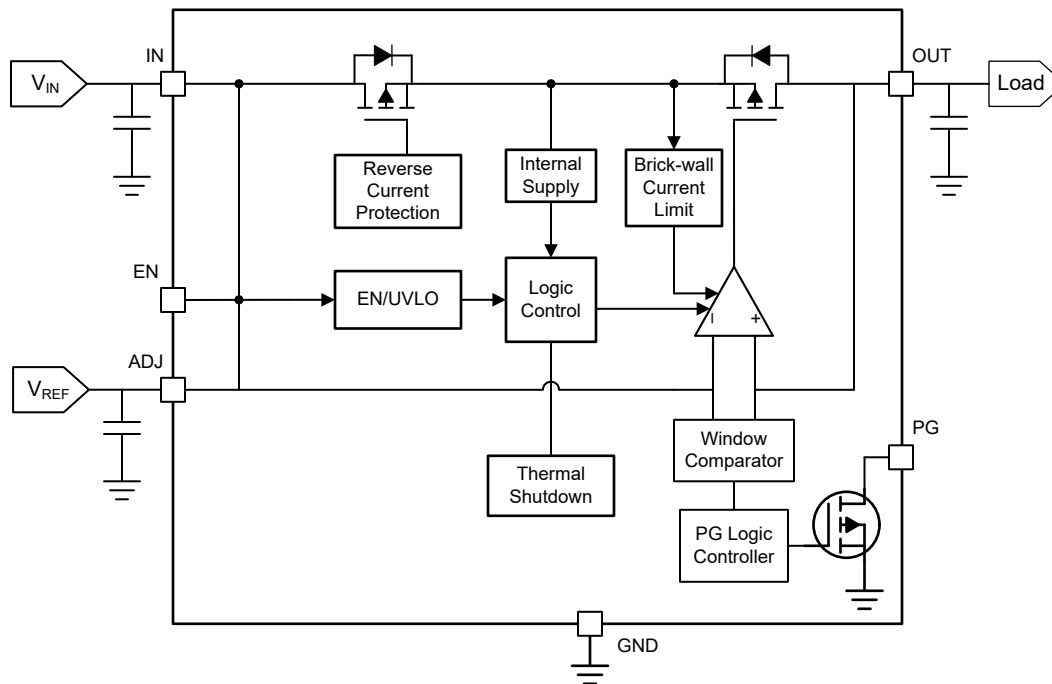 IN
OUT
V_IN
Load
Reverse
Current
Protection
Internal
Supply
Brick-wall
Current
Limit
EN
EN/UVLO
Logic
Control
– +
ADJ
V_REF
PG
Window
Comparator
Thermal
Shutdown
PG Logic
Controller
GND